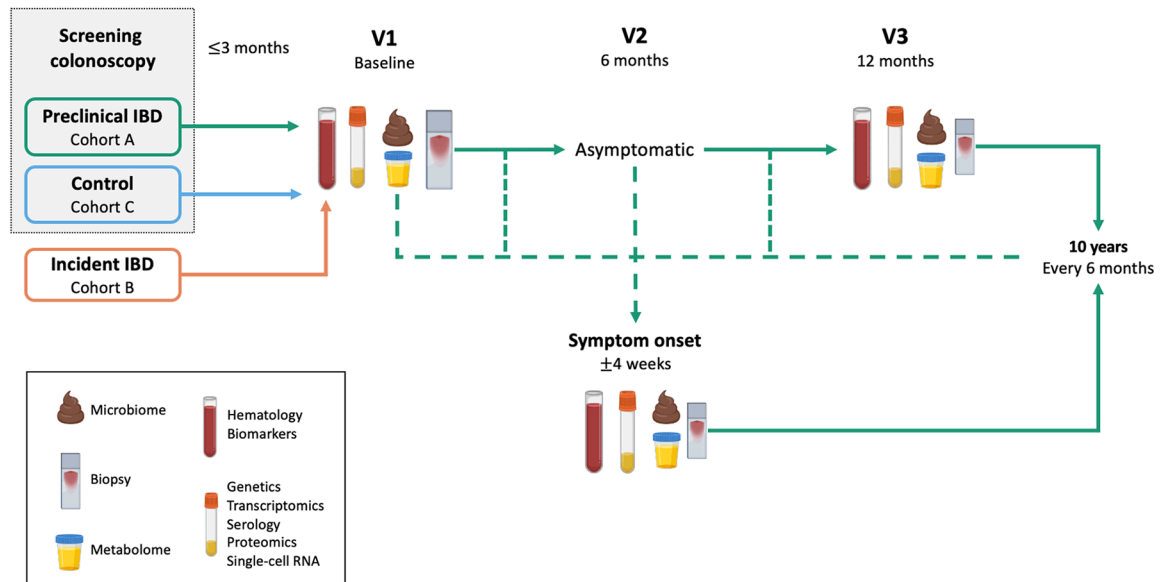 Screening
colonoscopy
≤3 months
V1
Baseline
V2
6 months
V3
12 months
Preclinical IBD
Cohort A
Control
Cohort C
Incident IBD
Cohort B
Asymptomatic
10 years
Every 6 months
Symptom onset
±4 weeks
Microbiome
Biopsy
Metabolome
Hematology
Biomarkers
Genetics
Transcriptomics
Serology
Proteomics
Single-cell RNA